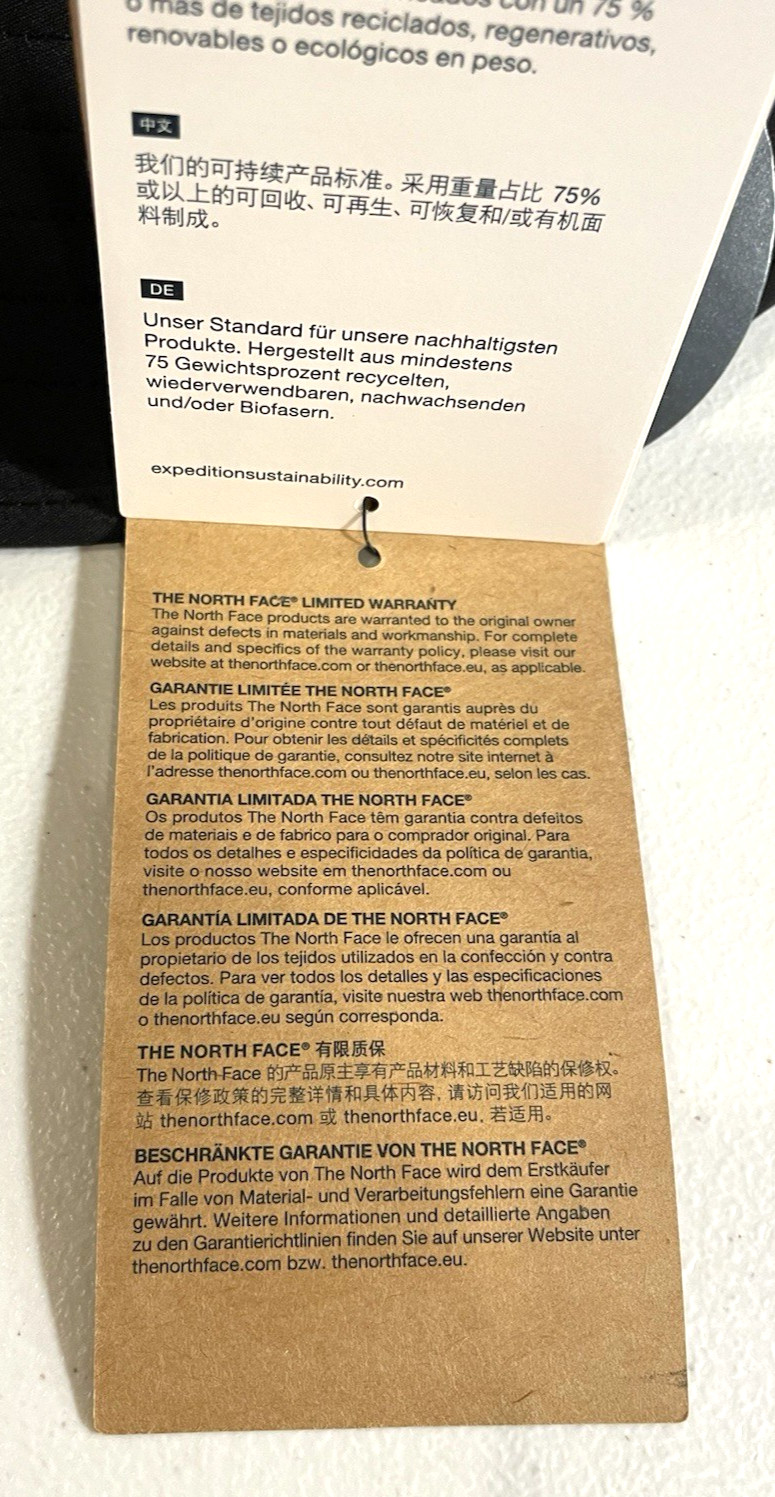 con un 75 %
o más de tejidos reciclados, regenerativos,
renovables o ecológicos en peso.
中文
我们的可持续产品标准。采用重量占比 75%
或以上的可回收、可再生、可恢复和/或有机面
料制成。
DE
Unser Standard für unsere nachhaltigsten
Produkte. Hergestellt aus mindestens
75 Gewichtsprozent recycelten,
wiederverwendbaren, nachwachsenden
und/oder Biofasern.
expeditionsustainability.com
THE NORTH FACE® LIMITED WARRANTY
The North Face products are warranted to the original owner
against defects in materials and workmanship. For complete
details and specifics of the warranty policy, please visit our
website at thenorthface.com or thenorthface.eu, as applicable.
GARANTIE LIMITÉE THE NORTH FACE®
Les produits The North Face sont garantis auprès du
propriétaire d'origine contre tout défaut de matériel et de
fabrication. Pour obtenir les détails et spécificités complets
de la politique de garantie, consultez notre site internet à
l'adresse thenorthface.com ou thenorthface.eu, selon les cas.
GARANTIA LIMITADA THE NORTH FACE®
Os produtos The North Face têm garantia contra defeitos
de materiais e de fabrico para o comprador original. Para
todos os detalhes e especificidades da política de garantia,
visite o nosso website em thenorthface.com ou
thenorthface.eu, conforme aplicável.
GARANTÍA LIMITADA DE THE NORTH FACE®
Los productos The North Face le ofrecen una garantía al
propietario de los tejidos utilizados en la confección y contra
defectos. Para ver todos los detalles y las especificaciones
de la política de garantía, visite nuestra web thenorthface.com
o thenorthface.eu según corresponda.
THE NORTH FACE® 有限质保
The North Face 的产品原主享有产品材料和工艺缺陷的保修权。
查看保修政策的完整详情和具体内容, 请访问我们适用的网
站 thenorthface.com 或 thenorthface.eu, 若适用。
BESCHRÄNKTE GARANTIE VON THE NORTH FACE®
Auf die Produkte von The North Face wird dem Erstkäufer
im Falle von Material- und Verarbeitungsfehlern eine Garantie
gewährt. Weitere Informationen und detaillierte Angaben
zu den Garantierichtlinien finden Sie auf unserer Website unter
thenorthface.com bzw. thenorthface.eu.